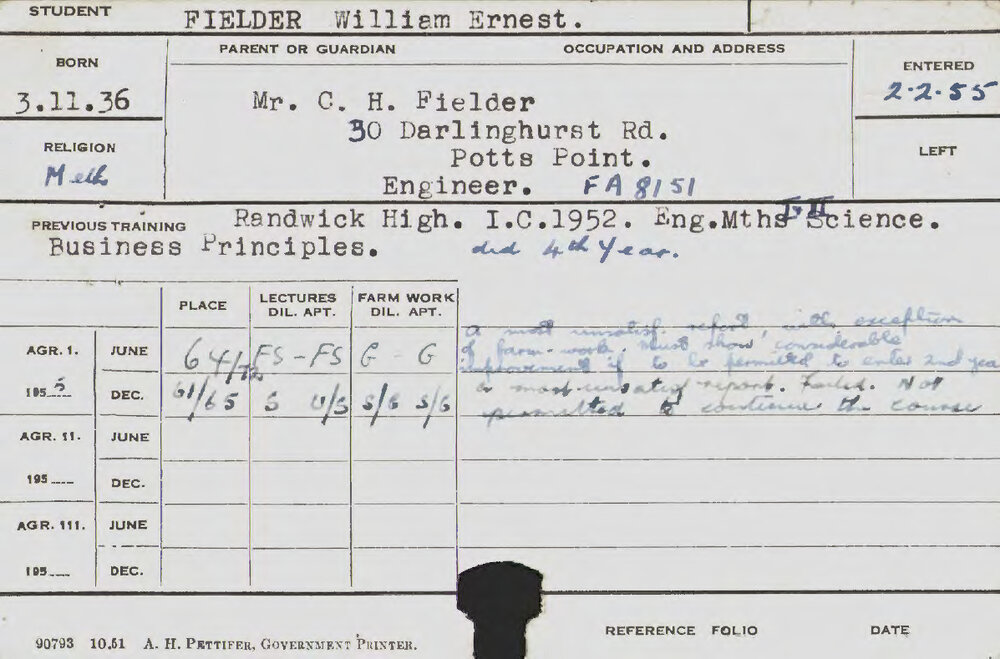 STUDENT FIELDER William Ernest.
PARENT OR GUARDIAN OCCUPATION AND ADDRESS
BORN ENTERED
3.11.36 Mr. C. H. Fielder 2·2·55
30 Darlinghurst Rd.
RELIGION Potts Point. LEFT
Meth Engineer. FA 8151
PREVIOUS TRAINING Randwick High. I.C.1952. Eng.Mths I & II Science.
Business Principles. did 4th Year.
PLACE LECTURES DIL. APT. FARM WORK DIL. APT.
a most unsatisf. report, with exception
AGR. 1. JUNE 64/72 FS - FS G - G of farm-work. Must show considerable
improvement if to be permitted to enter 2nd year
1955 DEC. 61/65 S U/S S/G S/G a most unsatisf report. Failed. Not
permitted to continue the course
AGR. 11. JUNE
195 DEC.
AGR. 111. JUNE
195 DEC.
REFERENCE FOLIO DATE
90793 10.51 A. H. PETTIFER, GOVERNMENT PRINTER.